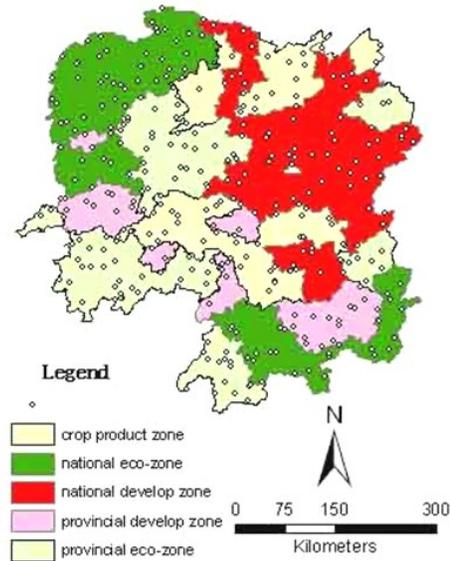 Legend
crop product zone
national eco-zone
national develop zone
provincial develop zone
provincial eco-zone
N
0 75 150 300
Kilometers